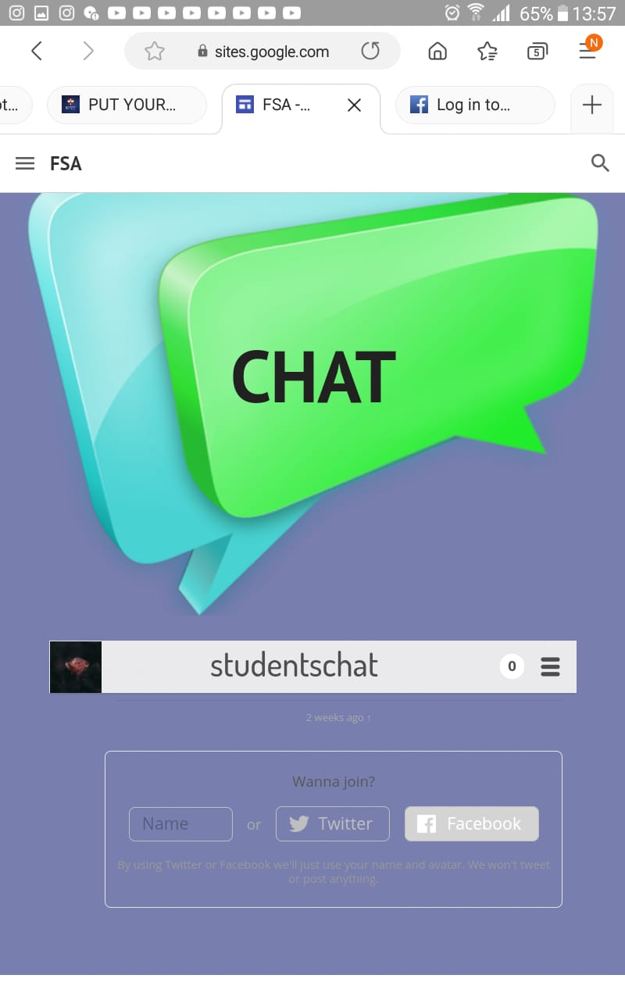 65% 13:57
sites.google.com
5
N
ot...
PUT YOUR...
FSA -...
Log in to...
FSA
CHAT
studentschat
0
2 weeks ago ↑
Wanna join?
Name or Twitter Facebook
By using Twitter or Facebook we'll just use your name and avatar. We won't tweet
or post anything.